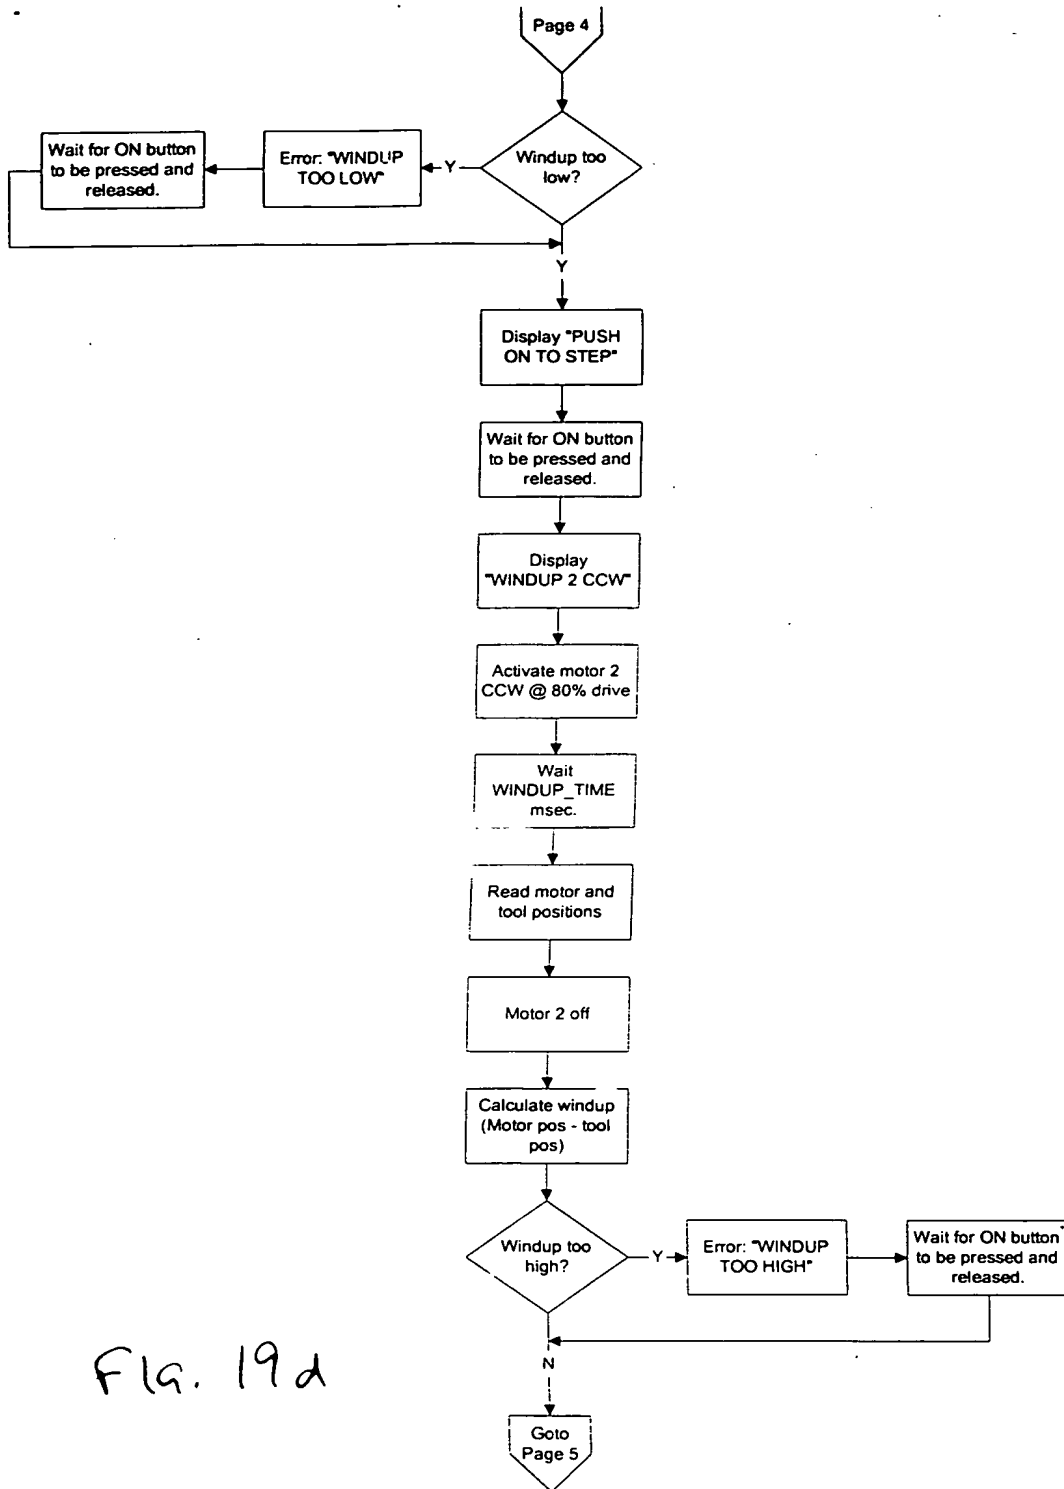 Page 4
Windup too
low?
Y
Error: "WINDUP
TOO LOW"
Wait for ON button
to be pressed and
released.
Y
Display "PUSH
ON TO STEP"
Wait for ON button
to be pressed and
released.
Display
"WINDUP 2 CCW"
Activate motor 2
CCW @ 80% drive
Wait
WINDUP_TIME
msec.
Read motor and
tool positions
Motor 2 off
Calculate windup
(Motor pos - tool
pos)
Windup too
high?
Y
Error: "WINDUP
TOO HIGH"
Wait for ON button
to be pressed and
released.
N
Goto
Page 5
FIG. 19d